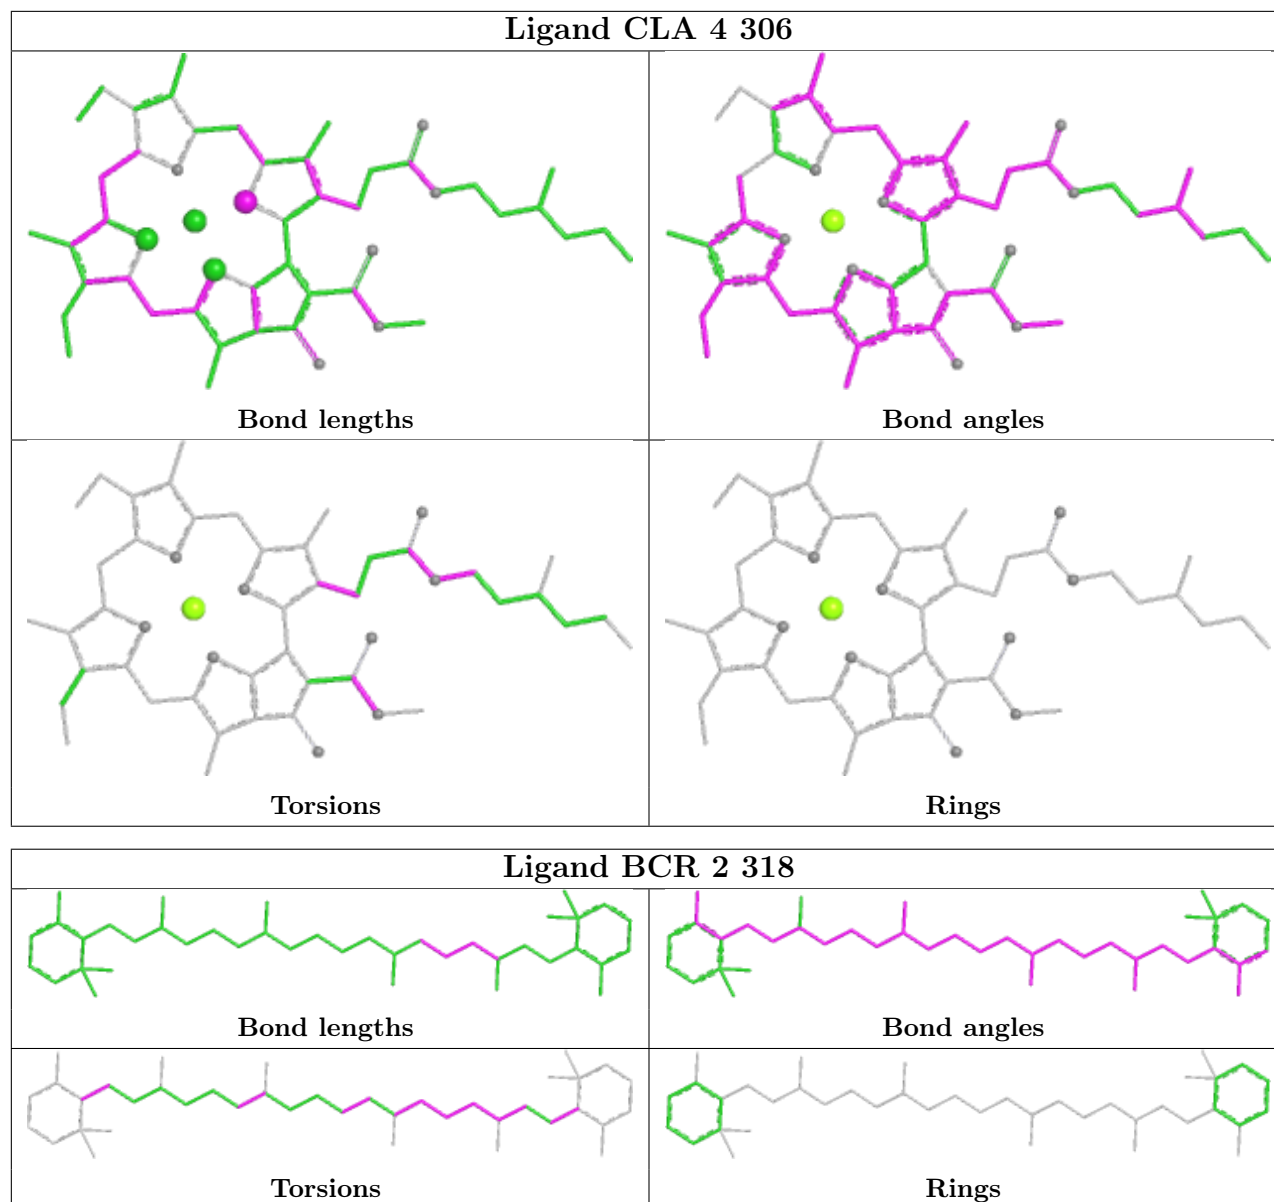 Ligand CLA 4 306
Bond lengths
Bond angles
Torsions
Rings
Ligand BCR 2 318
Bond lengths
Bond angles
Torsions
Rings